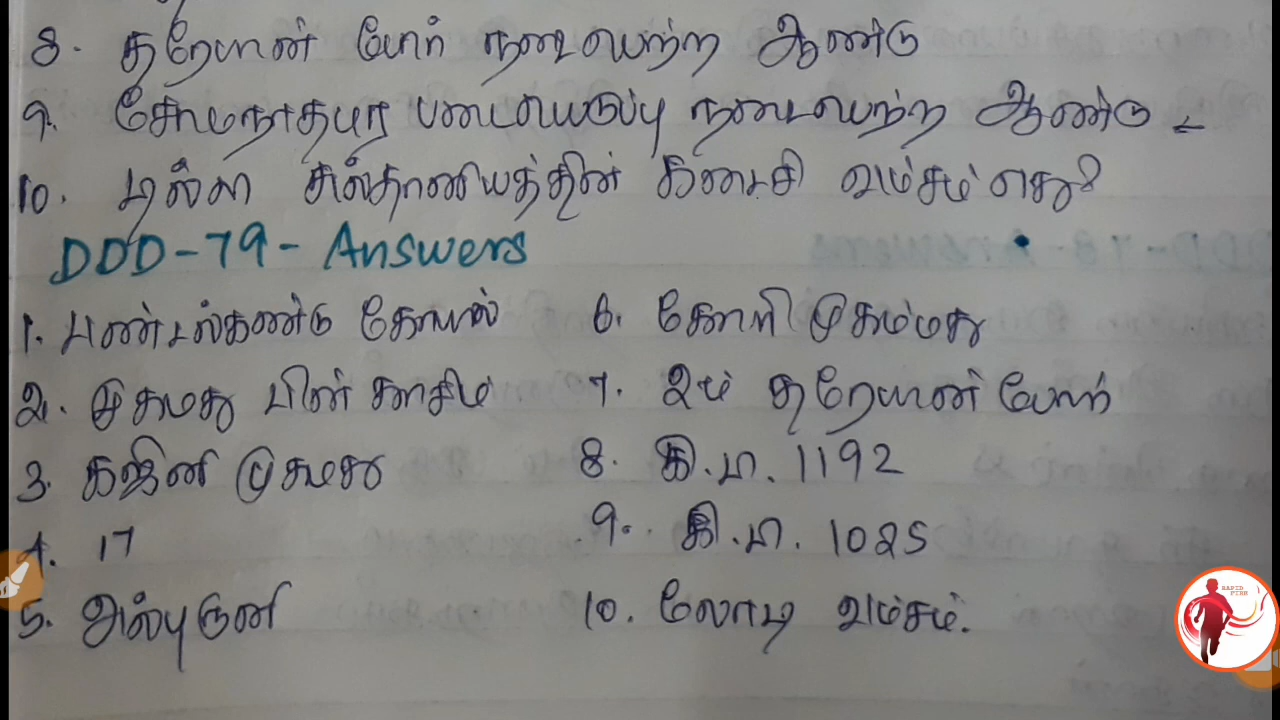 8. தரேயான் போர் நடைபெற்ற ஆண்டு
9. சோமநாதபுர படையெடுப்பு நடைபெற்ற ஆண்டு -
10. டில்லி சுல்தானியத்தின் கடைசி வம்சம் எது?
DDD-79- Answers
1. பண்டல்கண்டு கோயில்
6. கோரி முகம்மது
2. முகமது பின் காசிம்
7. 2ம் தரேயான் போர்
3. கஜினி முகமது
8. கி.பி. 1192
4. 17
9. கி.பி. 1025
5. அல்புருனி
10. லோடி வம்சம்.
RAPID
FIRE